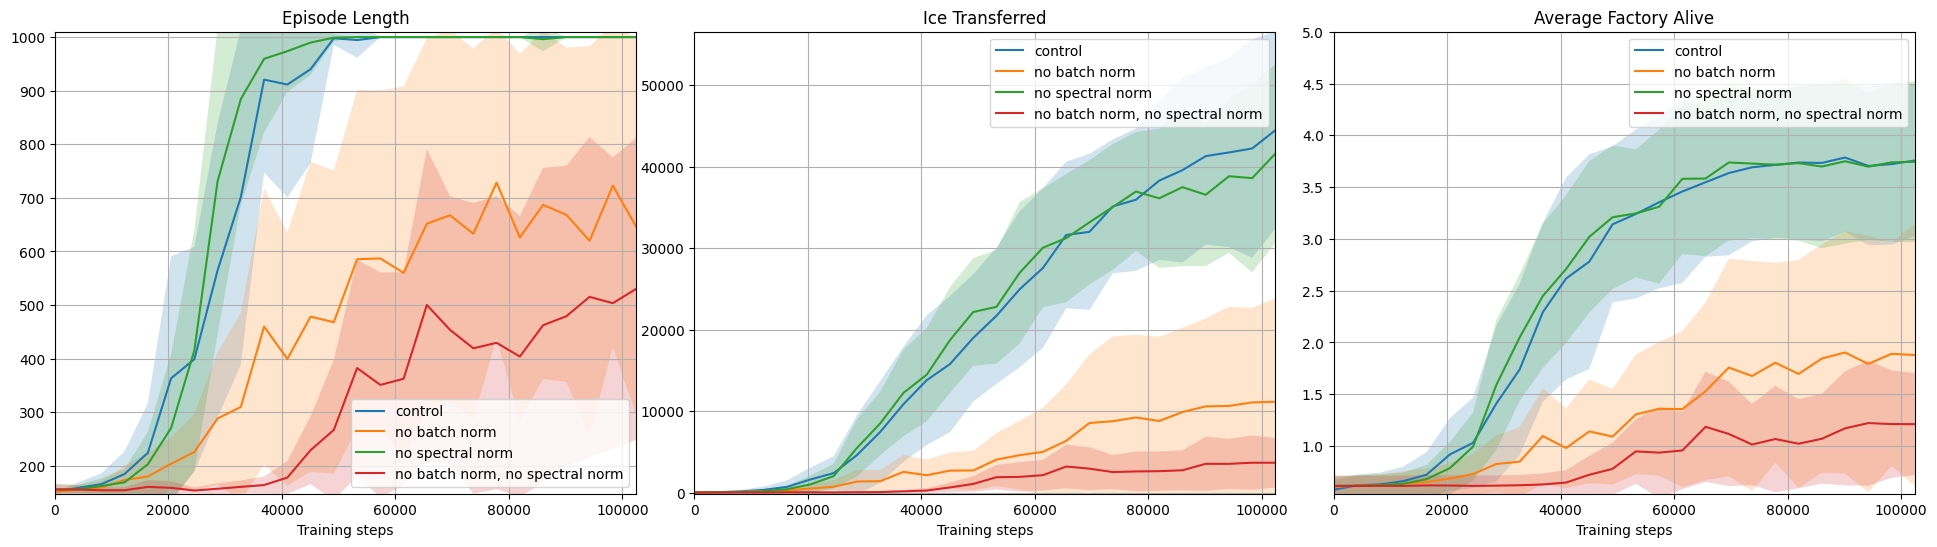 Episode Length
1000
900
800
700
600
500
400
300
200
0
20000
40000
60000
80000
100000
Training steps
control
no batch norm
no spectral norm
no batch norm, no spectral norm
Ice Transferred
50000
40000
30000
20000
10000
0
0
20000
40000
60000
80000
100000
Training steps
control
no batch norm
no spectral norm
no batch norm, no spectral norm
Average Factory Alive
5.0
4.5
4.0
3.5
3.0
2.5
2.0
1.5
1.0
0
20000
40000
60000
80000
100000
Training steps
control
no batch norm
no spectral norm
no batch norm, no spectral norm